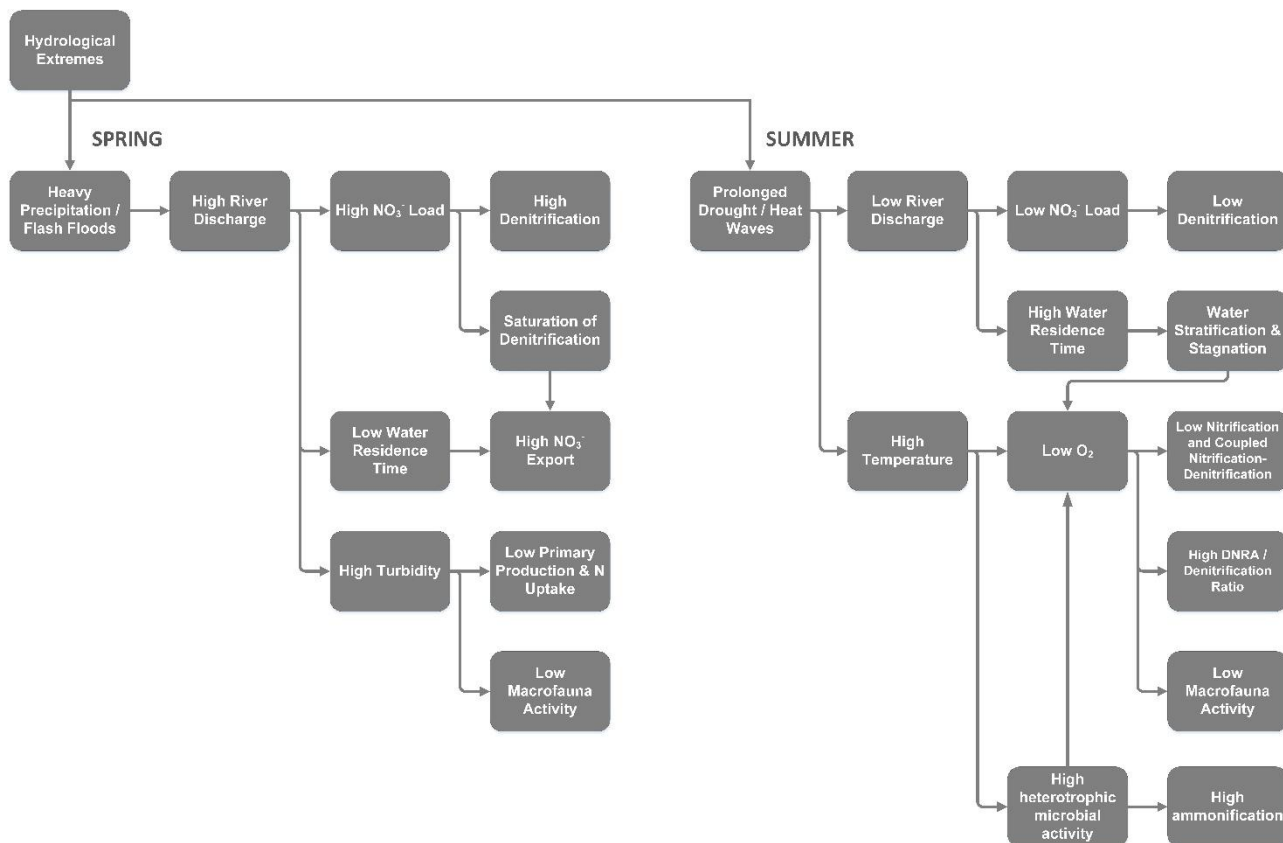 Hydrological
Extremes
SPRING
SUMMER
Heavy
Precipitation /
Flash Floods
High River
Discharge
High NO₃⁻ Load
High
Denitrification
Prolonged
Drought / Heat
Waves
Low River
Discharge
Low NO₃⁻ Load
Low
Denitrification
Saturation of
Denitrification
High Water
Residence
Time
Water
Stratification &
Stagnation
Low Water
Residence
Time
High NO₃⁻
Export
High
Temperature
Low O₂
Low Nitrification
and Coupled
Nitrification-
Denitrification
High Turbidity
Low Primary
Production & N
Uptake
High DNRA /
Denitrification
Ratio
Low
Macrofauna
Activity
Low
Macrofauna
Activity
High
heterotrophic
microbial
activity
High
ammonification